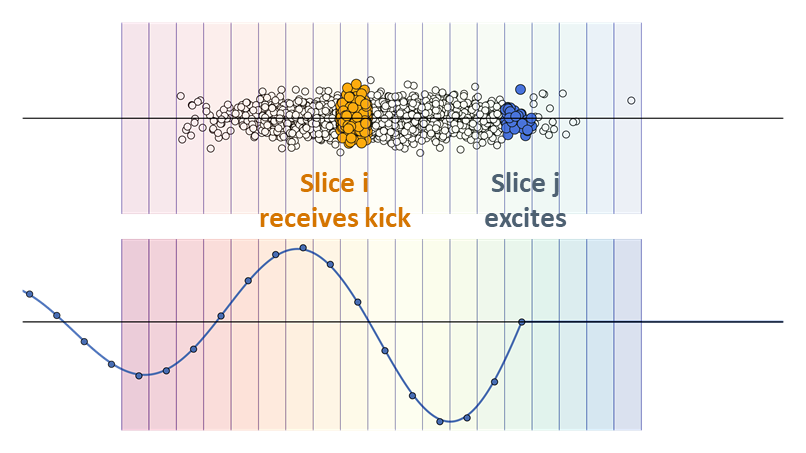 Slice i
receives kick
Slice j
excites